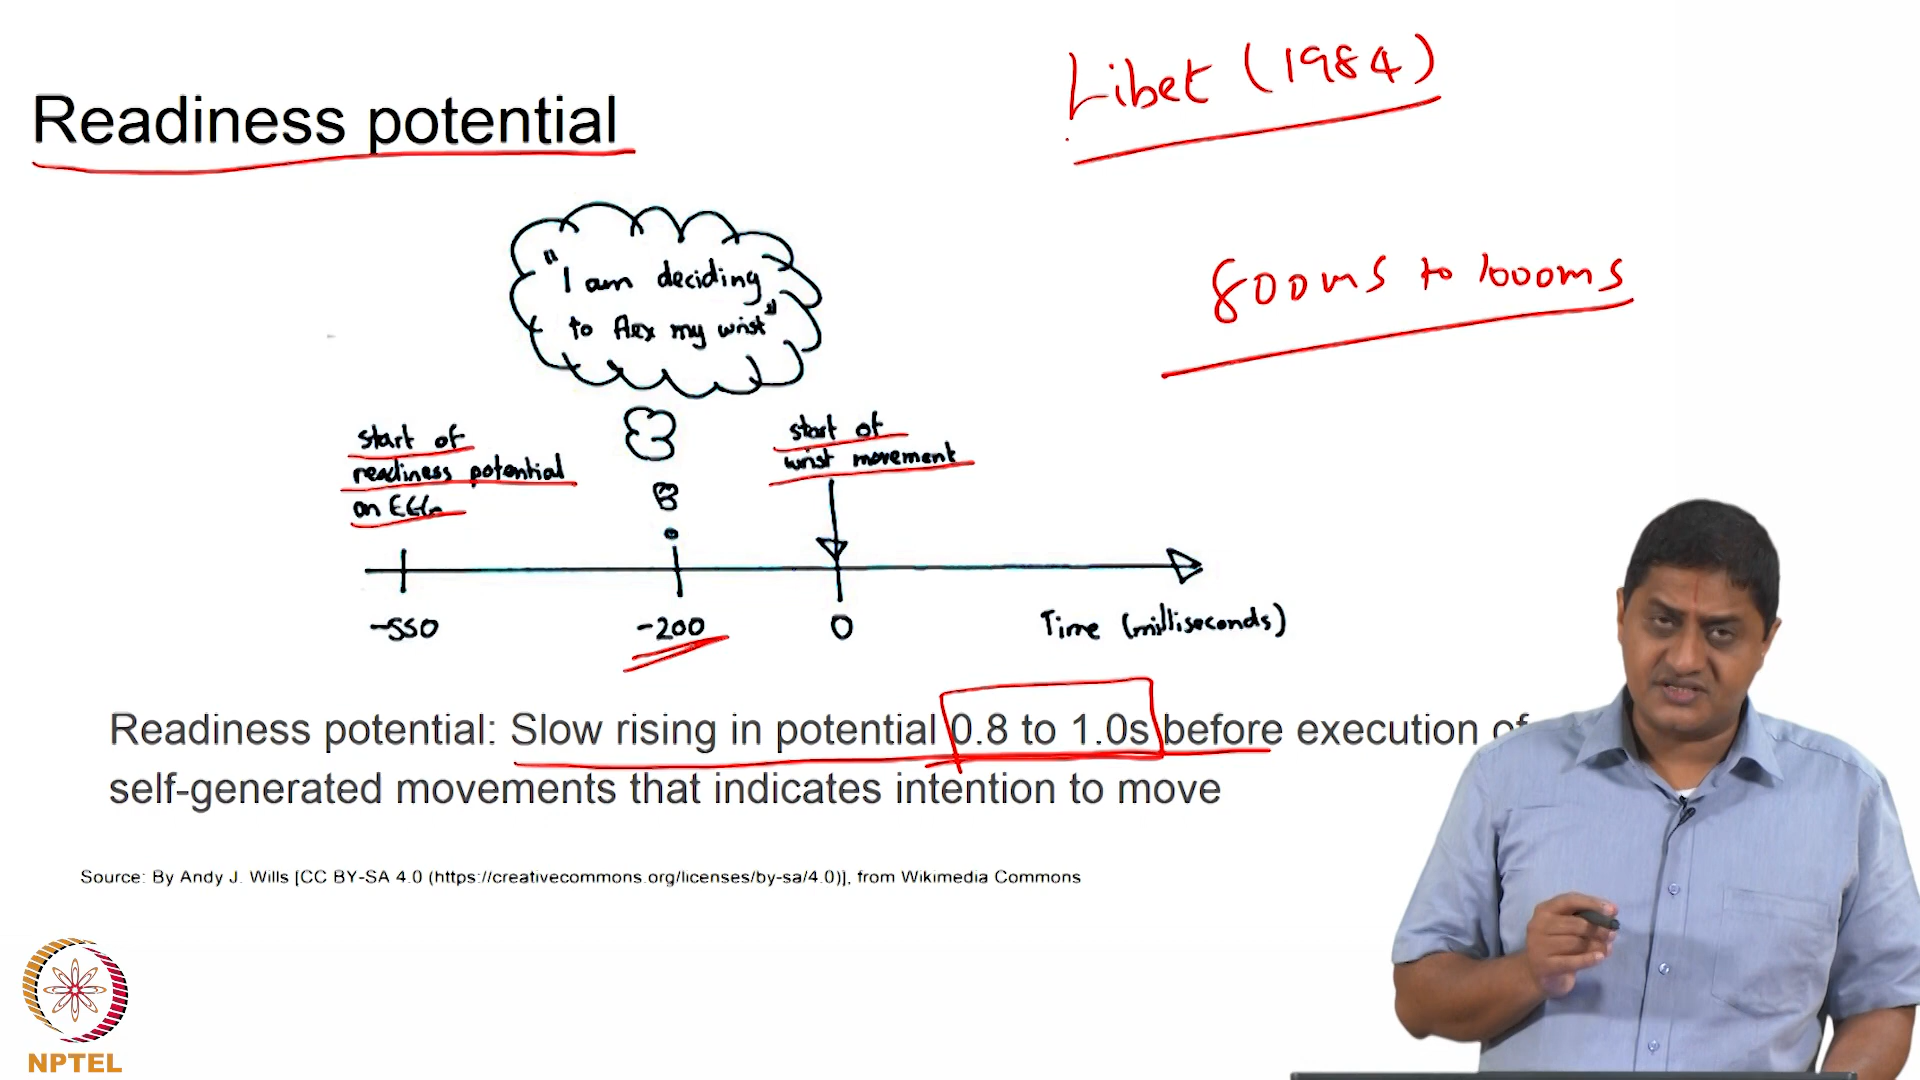 Readiness potential
Libet (1984)
800ms to 1000ms
"I am deciding
to flex my wrist"
start of
readiness potential
on EEG
start of
wrist movement
-550
-200
0
Time (milliseconds)
Readiness potential: Slow rising in potential 0.8 to 1.0s before execution of
self-generated movements that indicates intention to move
Source: By Andy J. Wills [CC BY-SA 4.0 (https://creativecommons.org/licenses/by-sa/4.0)], from Wikimedia Commons
NPTEL